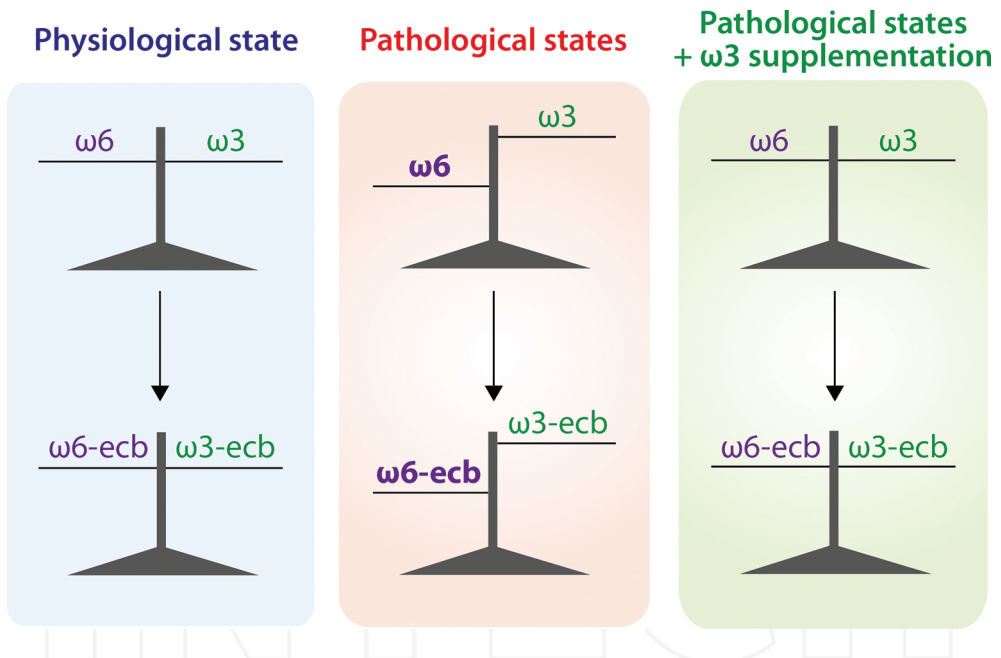 Physiological state
ω6 ω3
ω6-ecb ω3-ecb
Pathological states
ω3
ω6
ω3-ecb
ω6-ecb
Pathological states
+ ω3 supplementation
ω6 ω3
ω6-ecb ω3-ecb